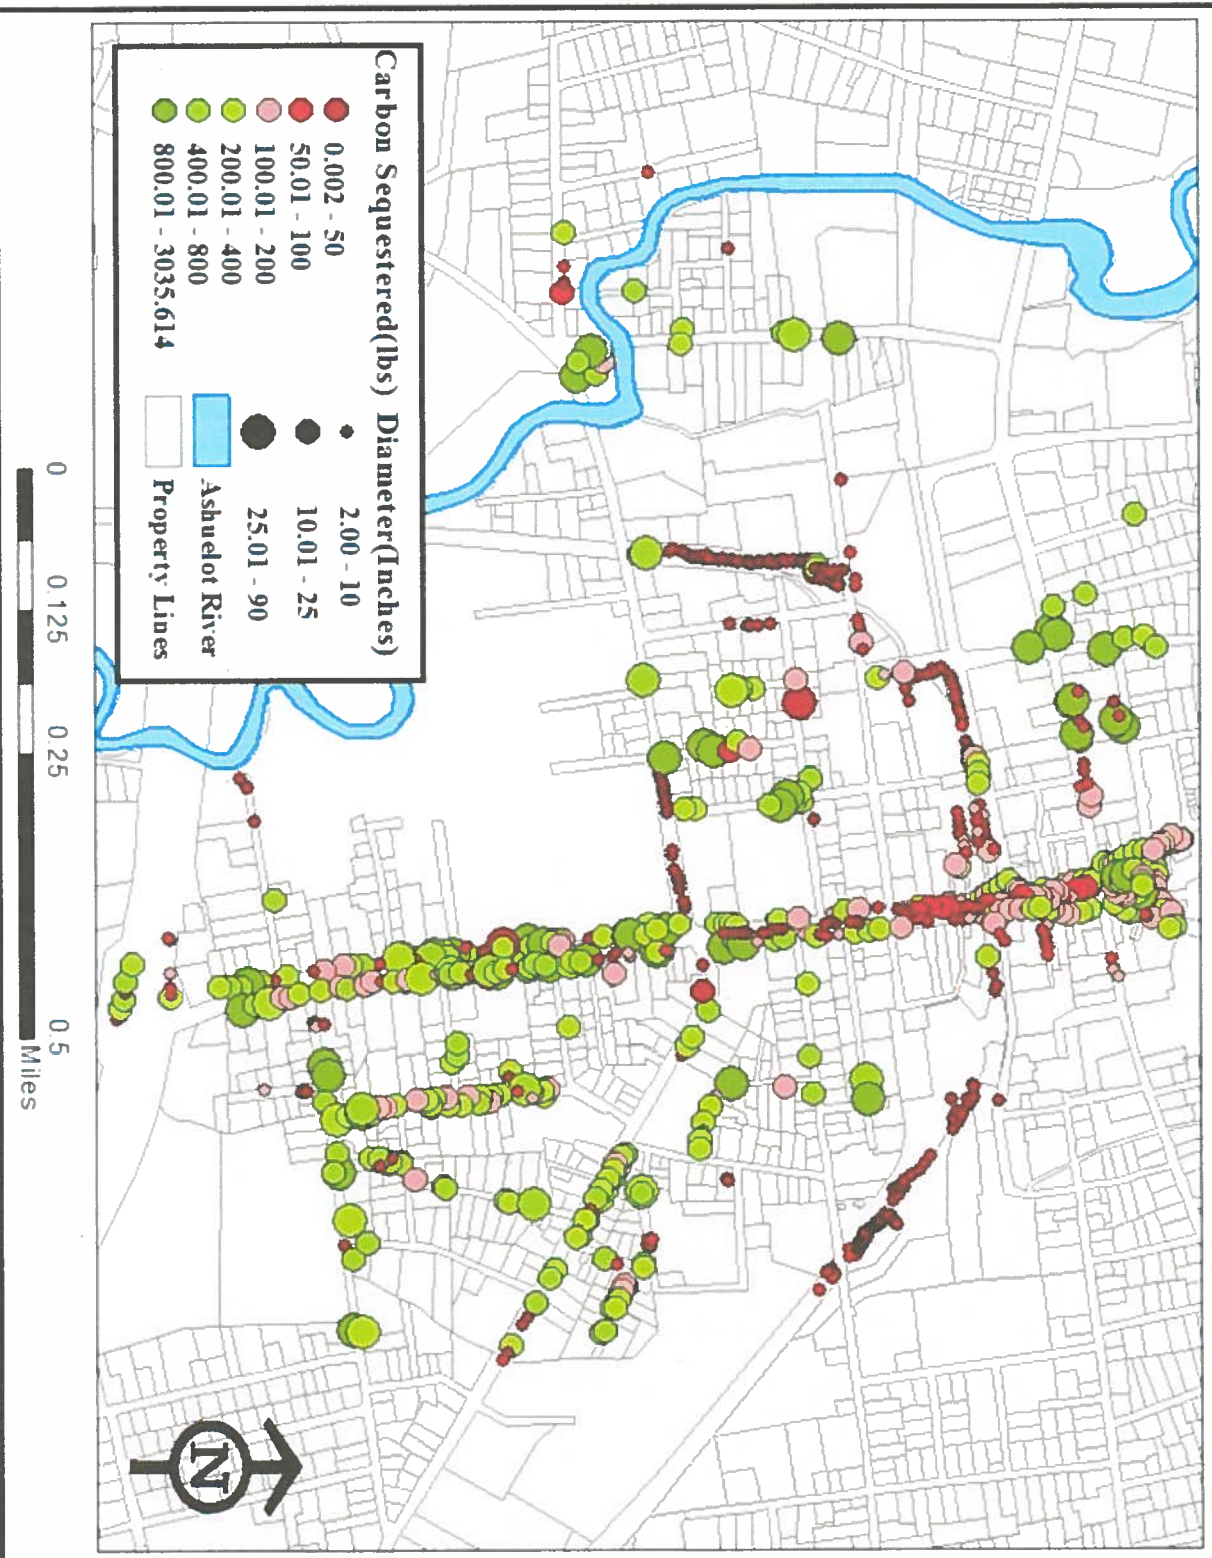 Carbon Sequestered(lbs) Diameter(Inches)
0.002 - 50
50.01 - 100
100.01 - 200
200.01 - 400
400.01 - 800
800.01 - 3035.614
2.00 - 10
10.01 - 25
25.01 - 90
Ashuelot River
Property Lines
0 0.125 0.25 0.5
Miles
N